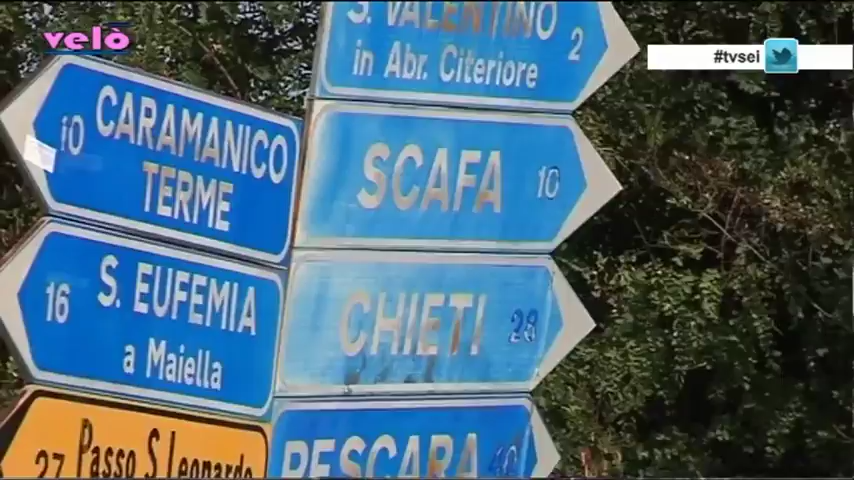 velò
#tvsei
S. VALENTINO
in Abr. Citeriore 2
10 CARAMANICO
TERME
SCAFA 10
16 S. EUFEMIA
a Maiella
CHIETI 28
27 Passo S. Leonardo
PESCARA